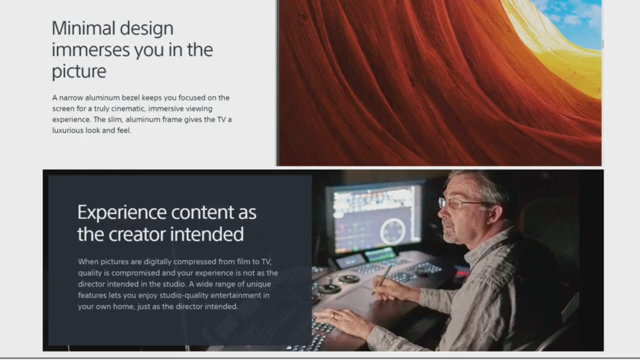 Minimal design
immerses you in the
picture
A narrow aluminum bezel keeps you focused on the
screen for a truly cinematic, immersive viewing
experience. The slim, aluminum frame gives the TV a
luxurious look and feel.
Experience content as
the creator intended
When pictures are digitally compressed from film to TV,
quality is compromised and your experience is not as the
director intended in the studio. A wide range of unique
features lets you enjoy studio-quality entertainment in
your own home, just as the director intended.